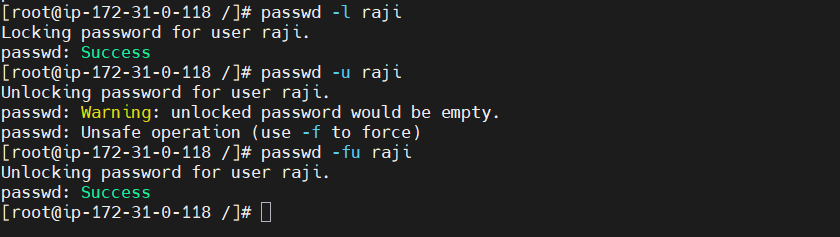 [root@ip-172-31-0-118 /]# passwd -l raji
Locking password for user raji.
passwd: Success
[root@ip-172-31-0-118 /]# passwd -u raji
Unlocking password for user raji.
passwd: Warning: unlocked password would be empty.
passwd: Unsafe operation (use -f to force)
[root@ip-172-31-0-118 /]# passwd -fu raji
Unlocking password for user raji.
passwd: Success
[root@ip-172-31-0-118 /]#